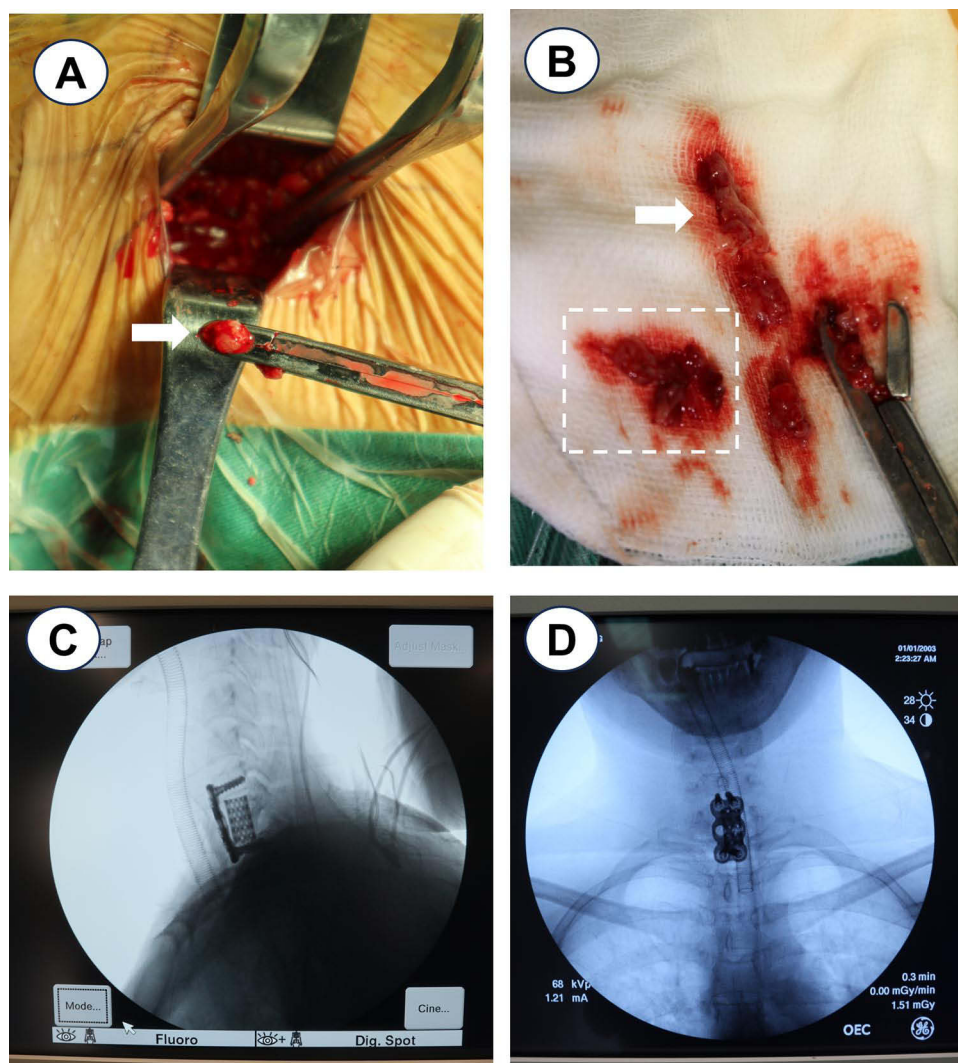 A
B
C
Adjust Mask...
Mode...
Cine...
Fluoro
Dig. Spot
D
01/01/2003
2:23:27 AM
28
34
68 kVp
1.21 mA
0.3 min
0.00 mGy/min
1.51 mGy
OEC